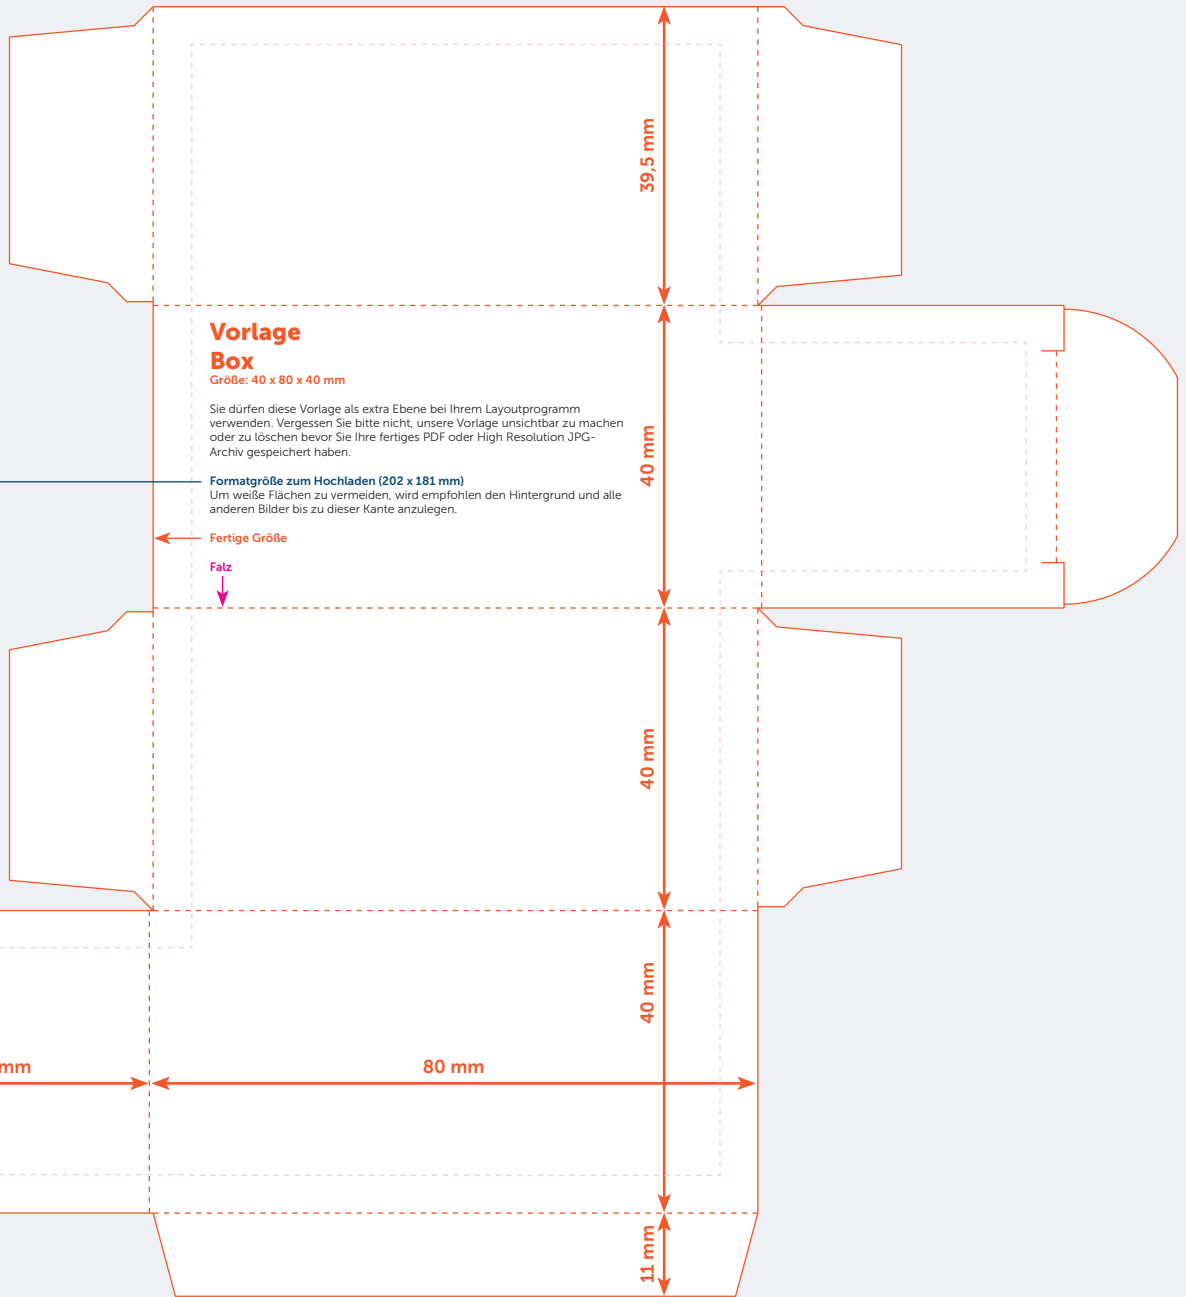 39,5 mm
Vorlage
Box
Größe: 40 x 80 x 40 mm
Sie dürfen diese Vorlage als extra Ebene bei Ihrem Layoutprogramm
verwenden. Vergessen Sie bitte nicht, unsere Vorlage unsichtbar zu machen
oder zu löschen bevor Sie Ihre fertiges PDF oder High Resolution JPG-
Archiv gespeichert haben.
40 mm
Formatgröße zum Hochladen (202 x 181 mm)
Um weiße Flächen zu vermeiden, wird empfohlen den Hintergrund und alle
anderen Bilder bis zu dieser Kante anzulegen.
Fertige Größe
Falz
40 mm
40 mm
mm
80 mm
11 mm